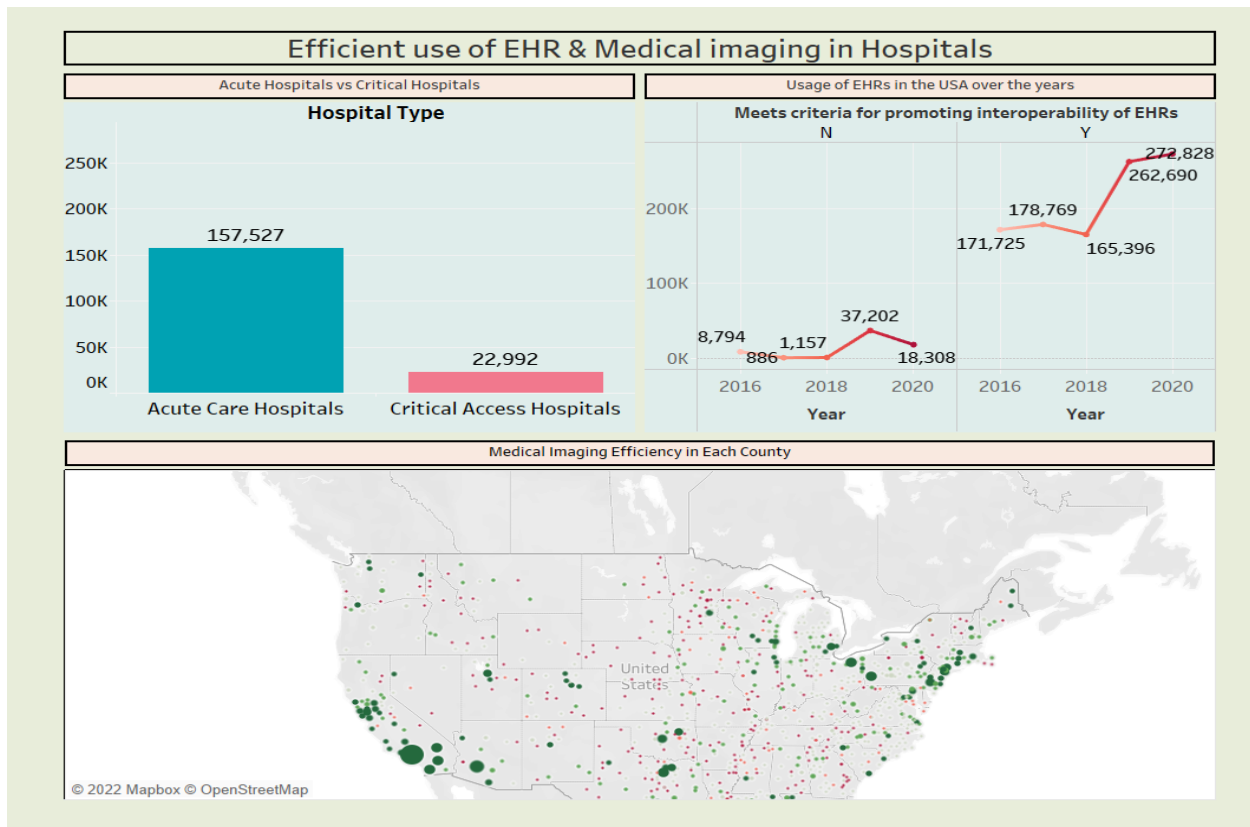 Efficient use of EHR & Medical imaging in Hospitals
Acute Hospitals vs Critical Hospitals
Hospital Type
250K
200K
150K
100K
50K
0K
157,527
22,992
Acute Care Hospitals
Critical Access Hospitals
Usage of EHRs in the USA over the years
Meets criteria for promoting interoperability of EHRs
N
Y
200K
100K
0K
8,794
886
1,157
37,202
18,308
171,725
178,769
165,396
262,690
272,828
2016
2018
2020
2016
2018
2020
Year
Year
Medical Imaging Efficiency in Each County
United
States
© 2022 Mapbox © OpenStreetMap